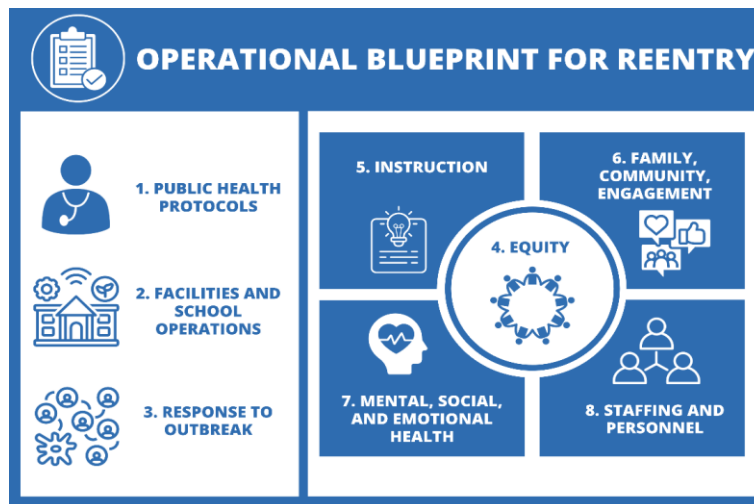 OPERATIONAL BLUEPRINT FOR REENTRY
1. PUBLIC HEALTH
PROTOCOLS
2. FACILITIES AND
SCHOOL
OPERATIONS
3. RESPONSE TO
OUTBREAK
4. EQUITY
5. INSTRUCTION
6. FAMILY,
COMMUNITY,
ENGAGEMENT
7. MENTAL, SOCIAL,
AND EMOTIONAL
HEALTH
8. STAFFING AND
PERSONNEL